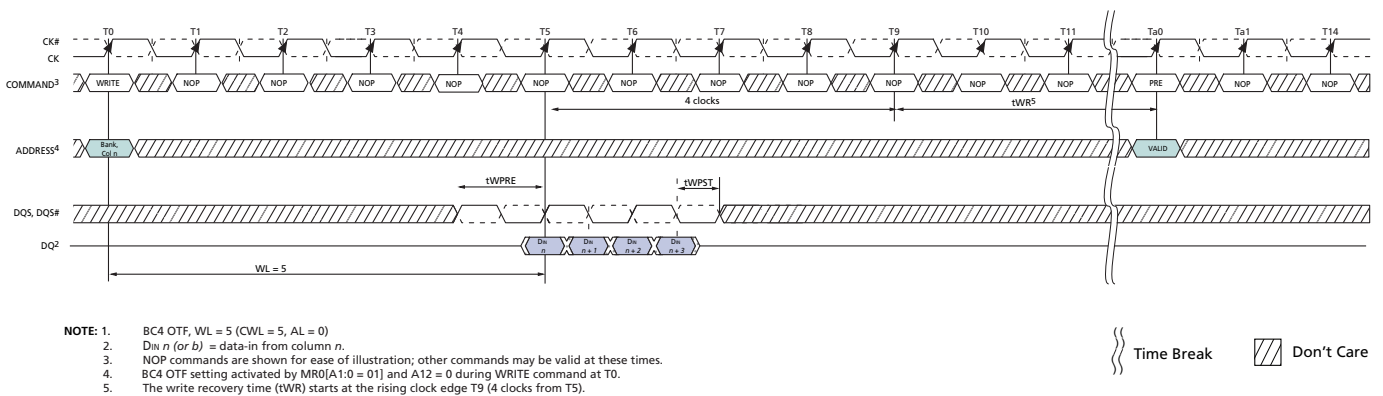 T0 T1 T2 T3 T4 T5 T6 T7 T8 T9 T10 T11 Ta0 Ta1 T14
CK#
CK
COMMAND3 WRITE NOP NOP NOP NOP NOP NOP NOP NOP NOP NOP NOP PRE NOP NOP
4 clocks tWR5
ADDRESS4 Bank, Col n VALID
tWPRE tWPST
DQS, DQS#
DQ2 DIN n DIN n + 1 DIN n + 2 DIN n + 3
WL = 5
NOTE: 1. BC4 OTF, WL = 5 (CWL = 5, AL = 0)
2. DIN n (or b) = data-in from column n.
3. NOP commands are shown for ease of illustration; other commands may be valid at these times.
4. BC4 OTF setting activated by MR0[A1:0 = 01] and A12 = 0 during WRITE command at T0.
5. The write recovery time (tWR) starts at the rising clock edge T9 (4 clocks from T5).
Time Break Don't Care